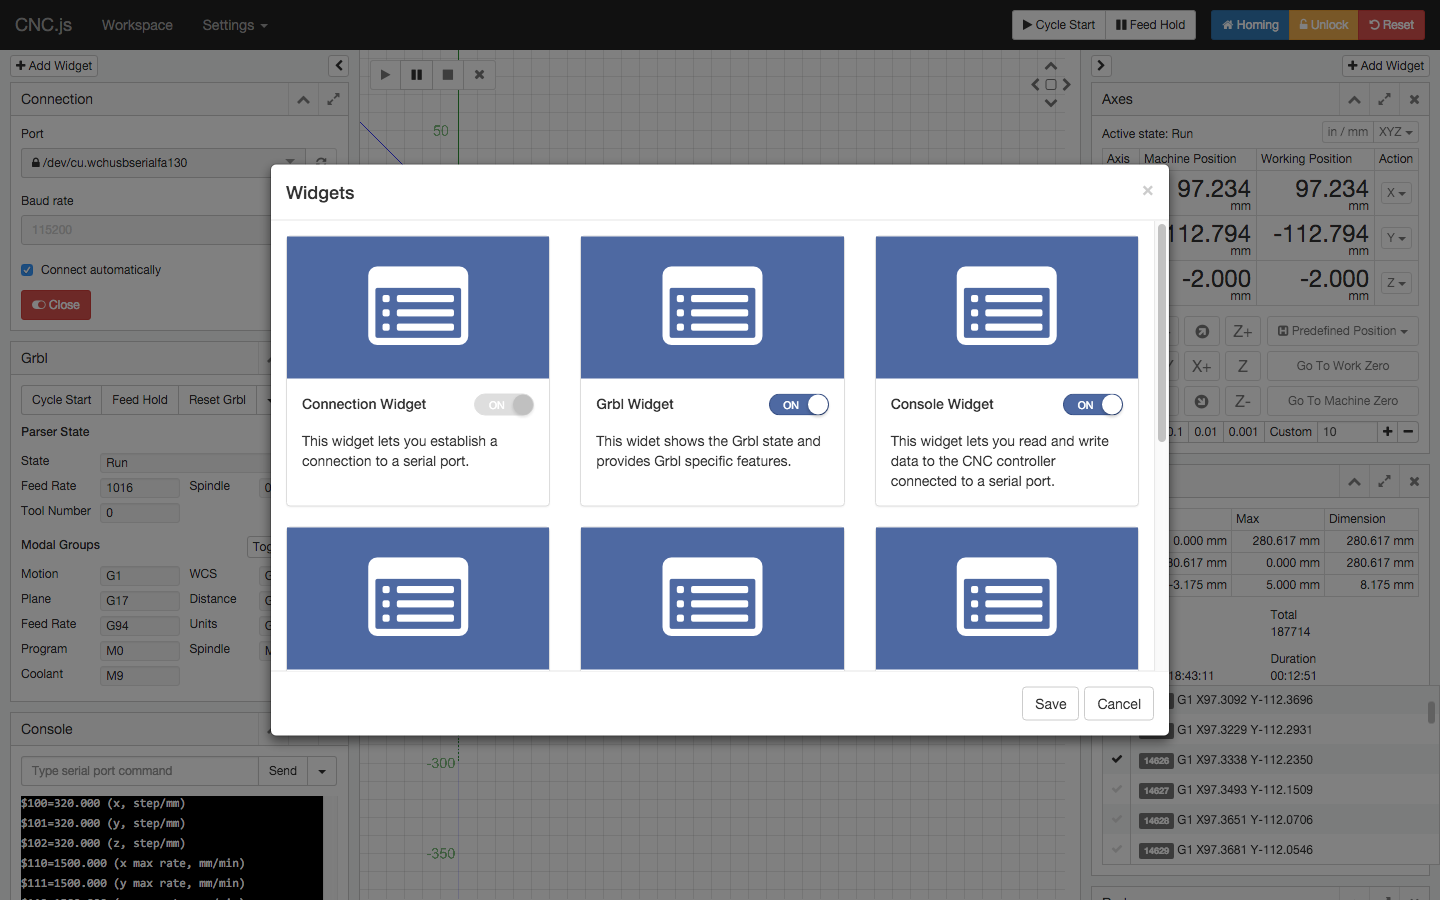 CNC.js Workspace Settings Cycle Start Feed Hold Homing Unlock Reset
Add Widget
Connection
Port
/dev/cu.wchusbserialfa130
Baud rate
115200
Connect automatically
Close
Grbl
Cycle Start Feed Hold Reset Grbl
Parser State
State Run
Feed Rate 1016 Spindle 0
Tool Number 0
Modal Groups
Motion G1 WCS
Plane G17 Distance
Feed Rate G94 Units
Program M0 Spindle
Coolant M9
Console
Type serial port command Send
$100=320.000 (x, step/mm)
$101=320.000 (y, step/mm)
$102=320.000 (z, step/mm)
$110=1500.000 (x max rate, mm/min)
$111=1500.000 (y max rate, mm/min)
50
-300
-350
Widgets
×
Connection Widget ON
This widget lets you establish a
connection to a serial port.
Grbl Widget ON
This widet shows the Grbl state and
provides Grbl specific features.
Console Widget ON
This widget lets you read and write
data to the CNC controller
connected to a serial port.
Save Cancel
Add Widget
Axes
Active state: Run in / mm XYZ
Axis Machine Position Working Position Action
97.234 97.234 X
mm mm
112.794 -112.794 Y
mm mm
-2.000 -2.000 Z
mm mm
Z+ Predefined Position
X+ Z Go To Work Zero
Z- Go To Machine Zero
0.1 0.01 0.001 Custom 10
Max Dimension
0.000 mm 280.617 mm 280.617 mm
80.617 mm 0.000 mm 280.617 mm
-3.175 mm 5.000 mm 8.175 mm
Total
187714
Duration
18:43:11 00:12:51
G1 X97.3092 Y-112.3696
G1 X97.3229 Y-112.2931
14626 G1 X97.3338 Y-112.2350
14627 G1 X97.3493 Y-112.1509
14628 G1 X97.3651 Y-112.0706
14629 G1 X97.3681 Y-112.0546